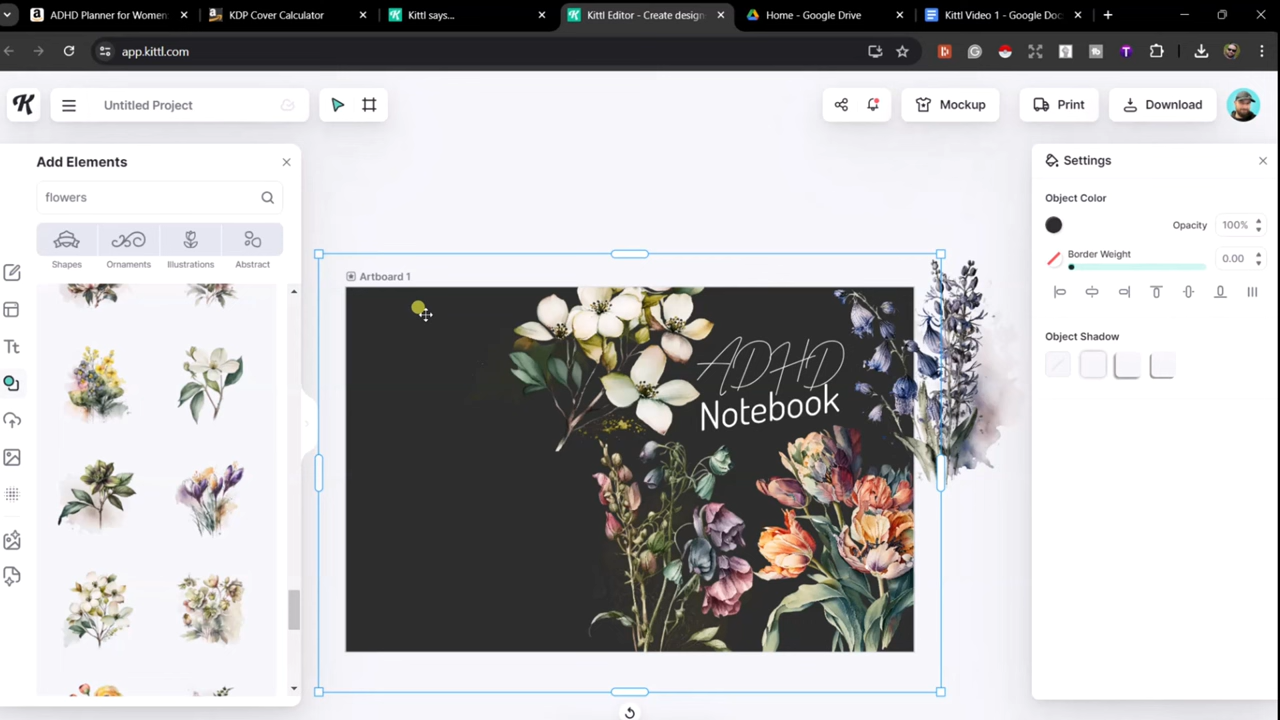 ADHD Planner for Women:
KDP Cover Calculator
Kittl says...
Kittl Editor - Create design
Home - Google Drive
Kittl Video 1 - Google Doc
app.kittl.com
Untitled Project
Mockup
Print
Download
Add Elements
flowers
Shapes
Ornaments
Illustrations
Abstract
Artboard 1
ADHD
Notebook
Settings
Object Color
Opacity
100%
Border Weight
0.00
Object Shadow